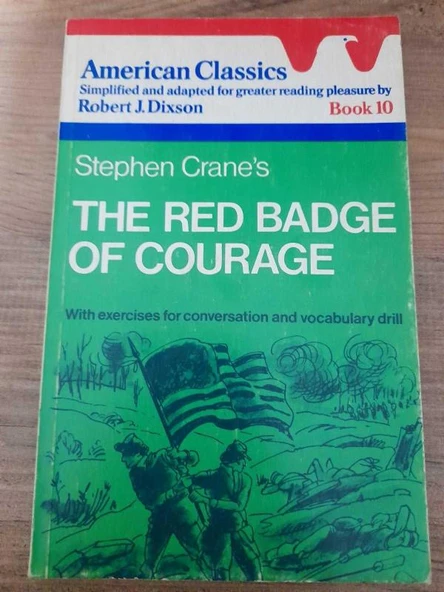 American Classics
Simplified and adapted for greater reading pleasure by
Robert J. Dixson
Book 10
Stephen Crane's
THE RED BADGE
OF COURAGE
With exercises for conversation and vocabulary drill